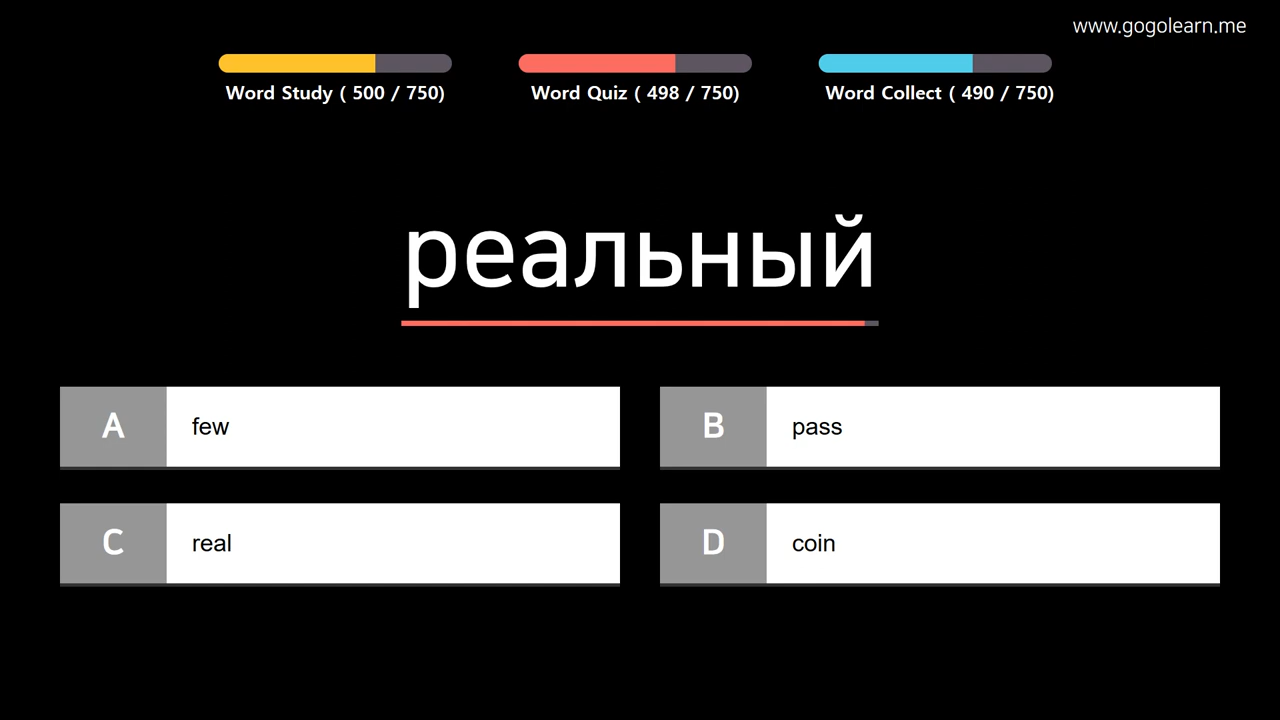 www.gogolearn.me
Word Study ( 500 / 750)
Word Quiz ( 498 / 750)
Word Collect ( 490 / 750)
реальный
A few
B pass
C real
D coin